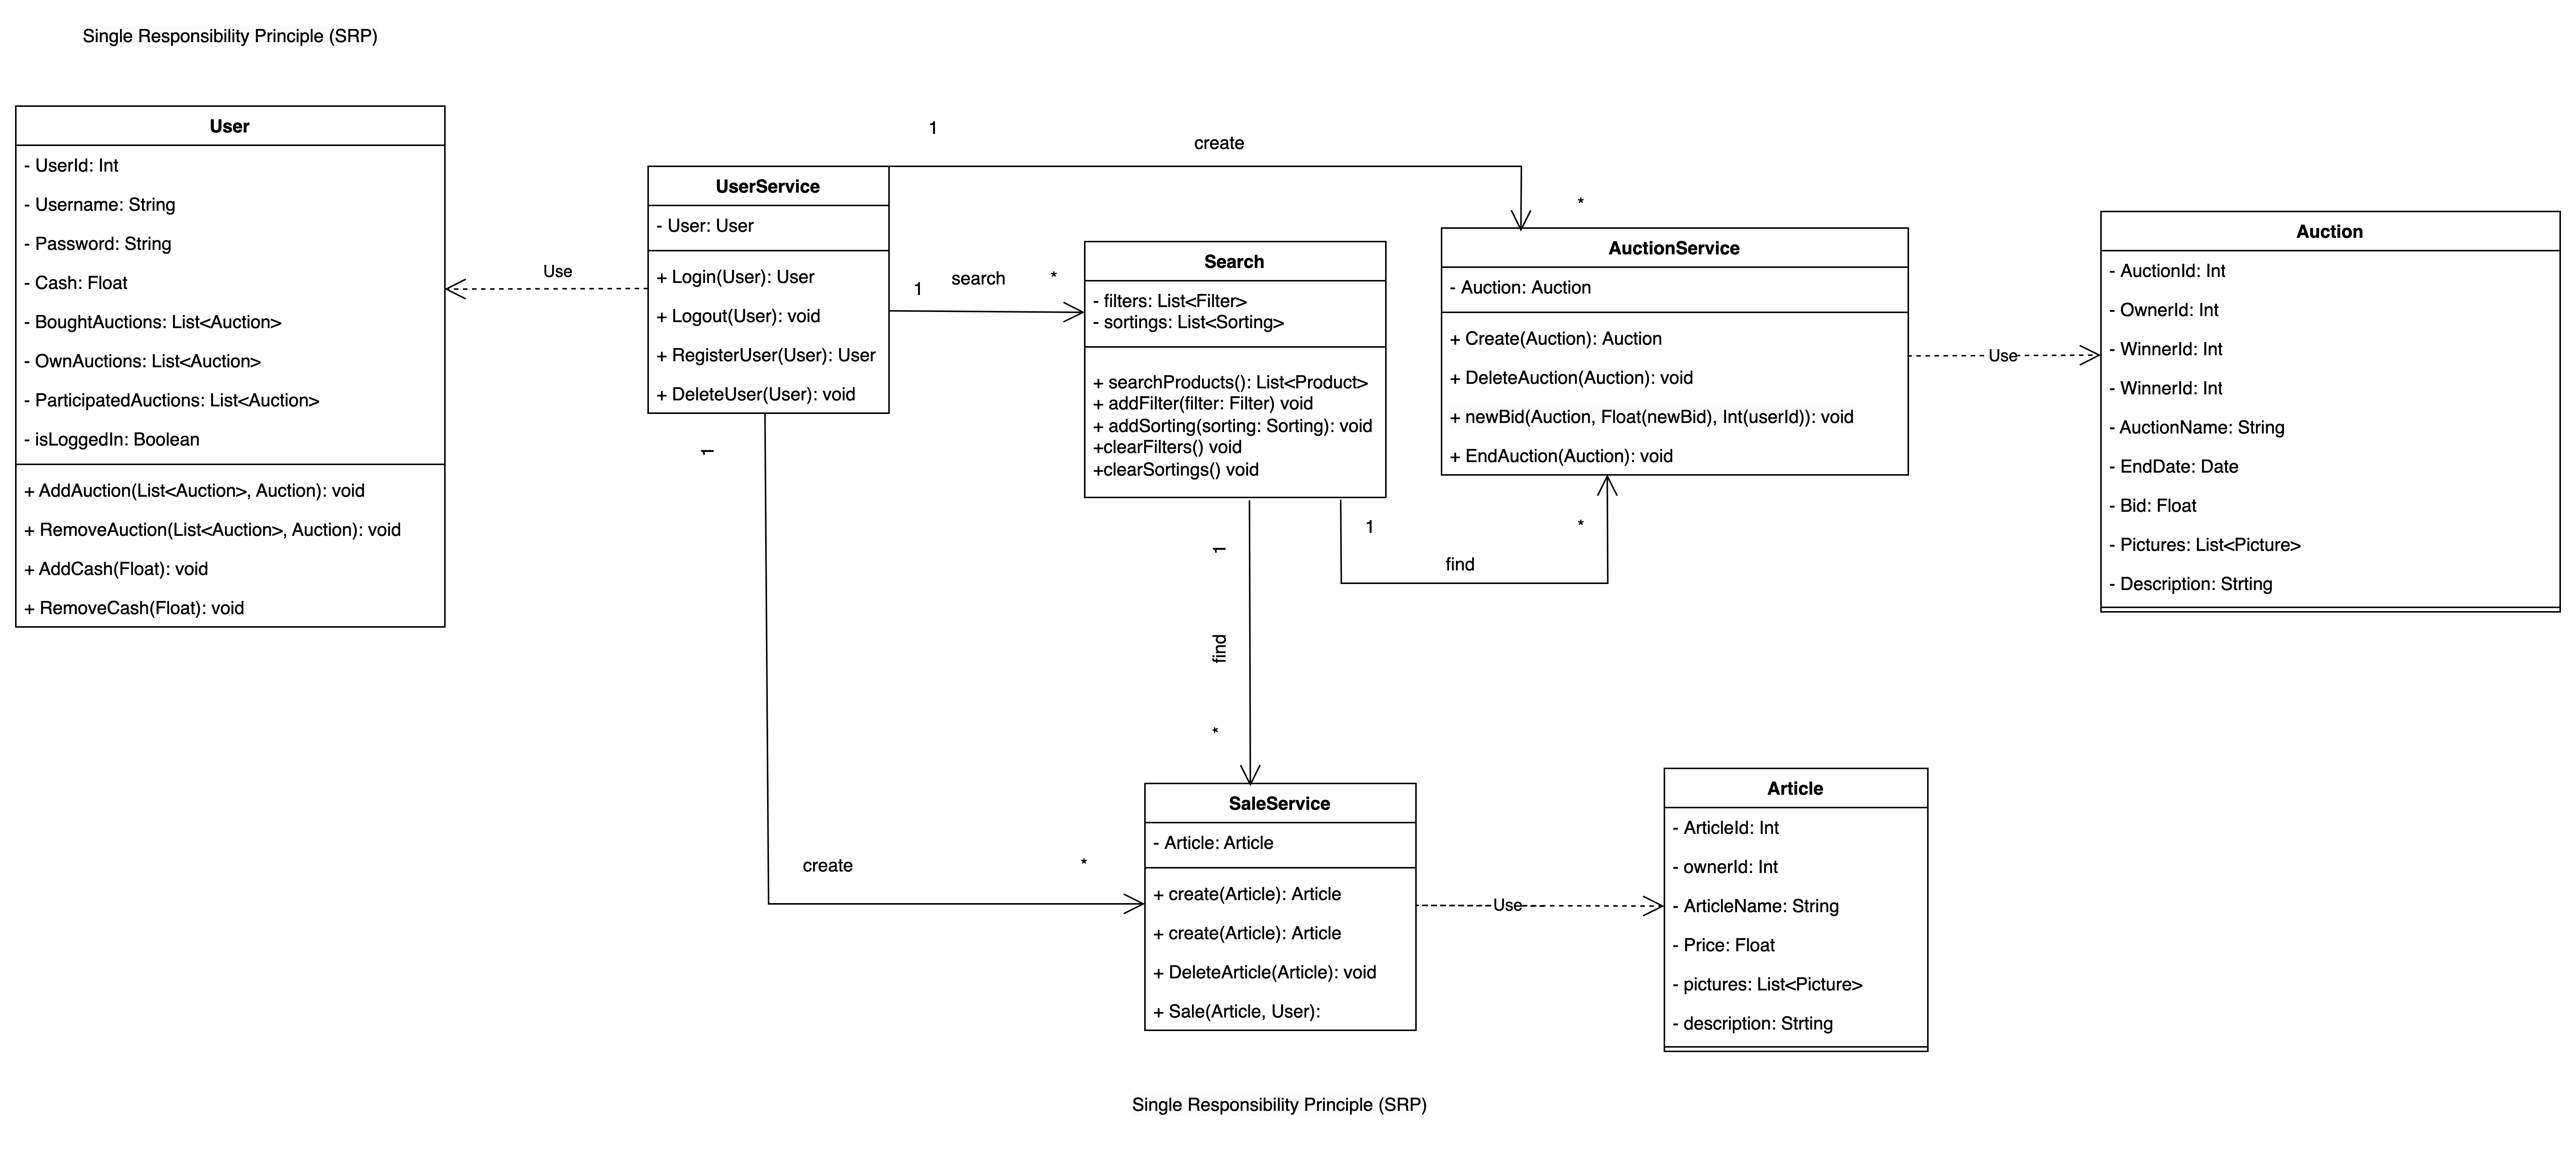 Single Responsibility Principle (SRP)
User
- UserId: Int
- Username: String
- Password: String
- Cash: Float
- BoughtAuctions: List<Auction>
- OwnAuctions: List<Auction>
- ParticipatedAuctions: List<Auction>
- isLoggedIn: Boolean
+ AddAuction(List<Auction>, Auction): void
+ RemoveAuction(List<Auction>, Auction): void
+ AddCash(Float): void
+ RemoveCash(Float): void
Use
UserService
- User: User
+ Login(User): User
+ Logout(User): void
+ RegisterUser(User): User
+ DeleteUser(User): void
1
create
*
1
search
*
Search
- filters: List<Filter>
- sortings: List<Sorting>
+ searchProducts(): List<Product>
+ addFilter(filter: Filter) void
+ addSorting(sorting: Sorting): void
+clearFilters() void
+clearSortings() void
AuctionService
- Auction: Auction
+ Create(Auction): Auction
+ DeleteAuction(Auction): void
+ newBid(Auction, Float(newBid), Int(userId)): void
+ EndAuction(Auction): void
Use
Auction
- AuctionId: Int
- OwnerId: Int
- WinnerId: Int
- WinnerId: Int
- AuctionName: String
- EndDate: Date
- Bid: Float
- Pictures: List<Picture>
- Description: Strting
1
find
*
1
find
*
1
create
*
SaleService
- Article: Article
+ create(Article): Article
+ create(Article): Article
+ DeleteArticle(Article): void
+ Sale(Article, User):
Use
Article
- ArticleId: Int
- ownerId: Int
- ArticleName: String
- Price: Float
- pictures: List<Picture>
- description: Strting
Single Responsibility Principle (SRP)